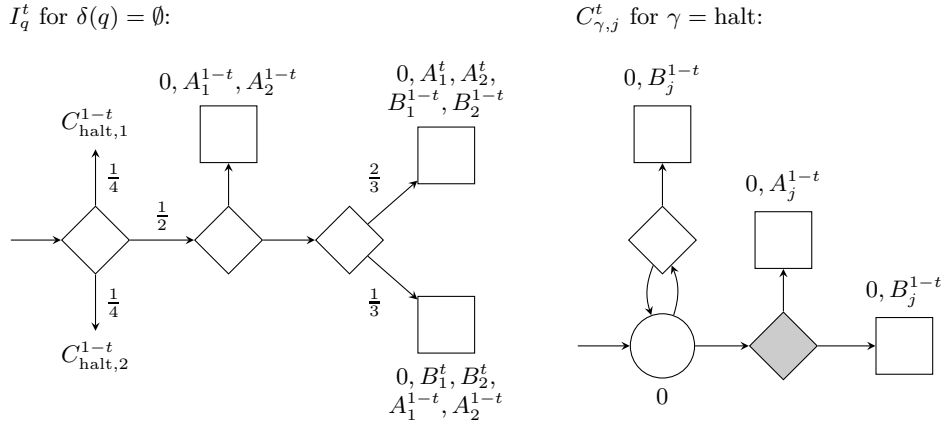 I_q^t for δ(q) = ∅:
C_{γ,j}^t for γ = halt:
0, A_1^{1−t}, A_2^{1−t}
0, A_1^t, A_2^t,
B_1^{1−t}, B_2^{1−t}
0, B_j^{1−t}
C_{halt,1}^{1−t}
1/4
2/3
0, A_j^{1−t}
1/2
1/4
1/3
0, B_j^{1−t}
C_{halt,2}^{1−t}
0, B_1^t, B_2^t,
A_1^{1−t}, A_2^{1−t}
0